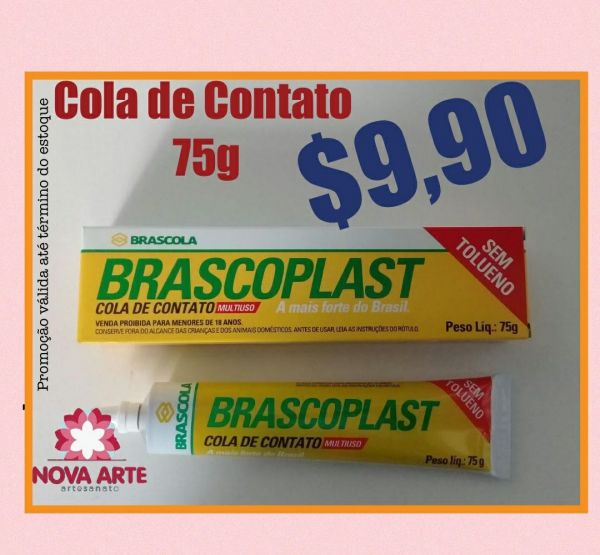 Cola de Contato
75g
$9,90
Promoção válida até término do estoque
BRASCOLA
BRASCOPLAST
COLA DE CONTATO MULTIUSO A mais forte do Brasil.
VENDA PROIBIDA PARA MENORES DE 18 ANOS.
CONSERVE FORA DO ALCANCE DAS CRIANÇAS E DOS ANIMAIS DOMÉSTICOS. ANTES DE USAR, LEIA AS INSTRUÇÕES DO RÓTULO.
SEM
TOLUENO
Peso Líq.: 75g
BRASCOLA
BRASCOPLAST
COLA DE CONTATO MULTIUSO
A mais forte do Brasil.
SEM
TOLUENO
Peso líq.: 75 g
NOVA ARTE
artesanato